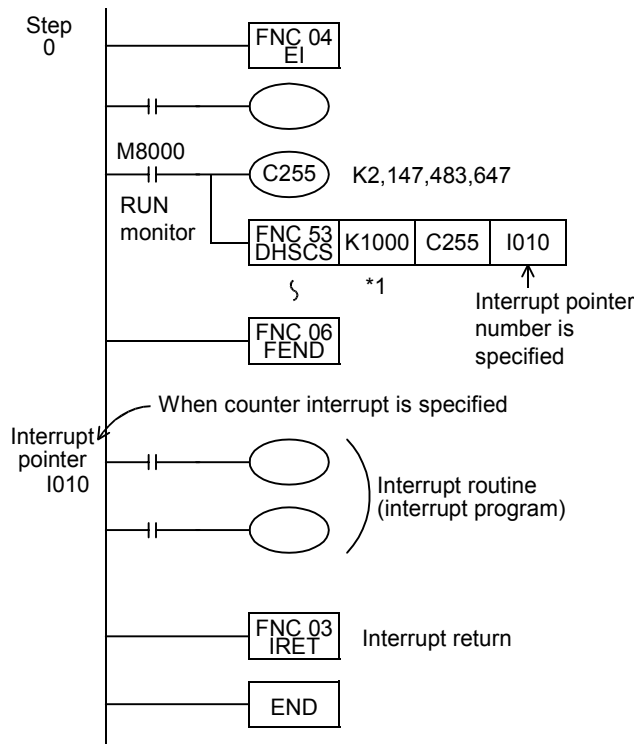 Step
0
FNC 04
EI
M8000
C255
K2,147,483,647
RUN
monitor
FNC 53
DHSCS
K1000
C255
I010
*1
Interrupt pointer
number is
specified
FNC 06
FEND
When counter interrupt is specified
Interrupt
pointer
I010
Interrupt routine
(interrupt program)
FNC 03
IRET
Interrupt return
END